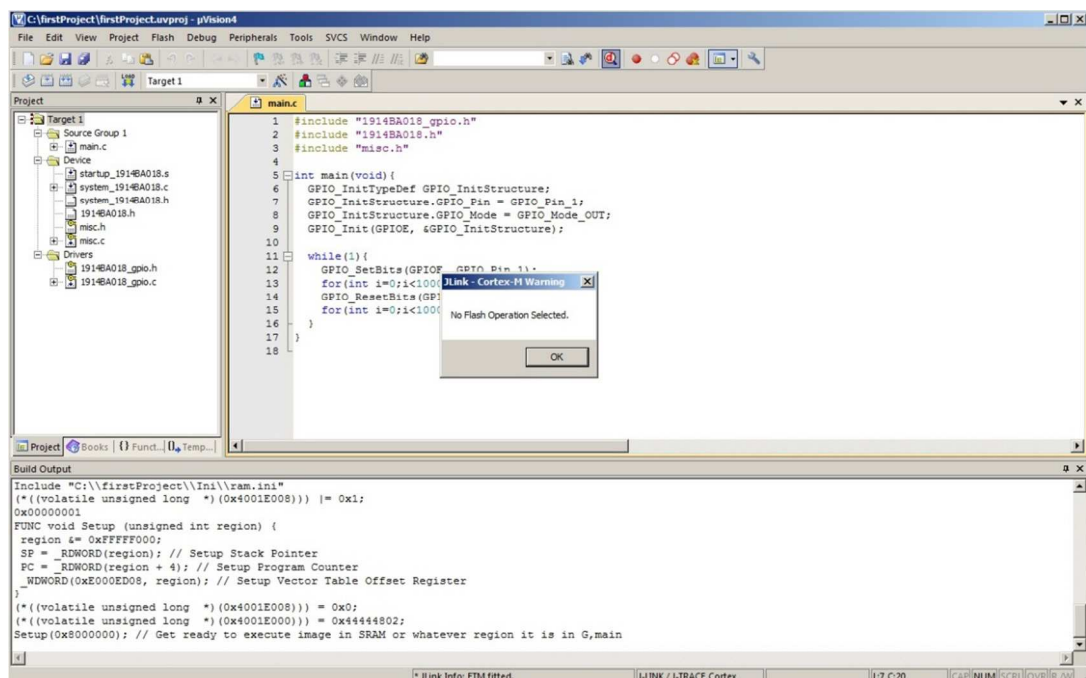 C:\firstProject\firstProject.uvproj - µVision4
File Edit View Project Flash Debug Peripherals Tools SVCS Window Help
LOAD Target 1
Project
main.c
Target 1
Source Group 1
main.c
Device
startup_1914BA018.s
system_1914BA018.c
system_1914BA018.h
1914BA018.h
misc.h
misc.c
Drivers
1914BA018_gpio.h
1914BA018_gpio.c
1 #include "1914BA018_gpio.h"
2 #include "1914BA018.h"
3 #include "misc.h"
4
5 int main(void){
6 GPIO_InitTypeDef GPIO_InitStructure;
7 GPIO_InitStructure.GPIO_Pin = GPIO_Pin_1;
8 GPIO_InitStructure.GPIO_Mode = GPIO_Mode_OUT;
9 GPIO_Init(GPIOE, &GPIO_InitStructure);
10
11 while(1){
12 GPIO_SetBits(GPIOE, GPIO_Pin_1);
13 for(int i=0;i<1000
14 GPIO_ResetBits(GPI
15 for(int i=0;i<1000
16 }
17 }
18
JLink - Cortex-M Warning
No Flash Operation Selected.
OK
Project Books {} Funct... Temp...
Build Output
Include "C:\\firstProject\\Ini\\ram.ini"
(*((volatile unsigned long *)(0x4001E008))) |= 0x1;
0x00000001
FUNC void Setup (unsigned int region) {
region &= 0xFFFFF000;
SP = _RDWORD(region); // Setup Stack Pointer
PC = _RDWORD(region + 4); // Setup Program Counter
_WDWORD(0xE000ED08, region); // Setup Vector Table Offset Register
}
(*((volatile unsigned long *)(0x4001E008))) = 0x0;
(*((volatile unsigned long *)(0x4001E000))) = 0x44444802;
Setup(0x8000000); // Get ready to execute image in SRAM or whatever region it is in G,main
* JLink Info: ETM fitted. J-LINK / J-TRACE Cortex L:7 C:20 CAP NUM SCRL OVR R/W